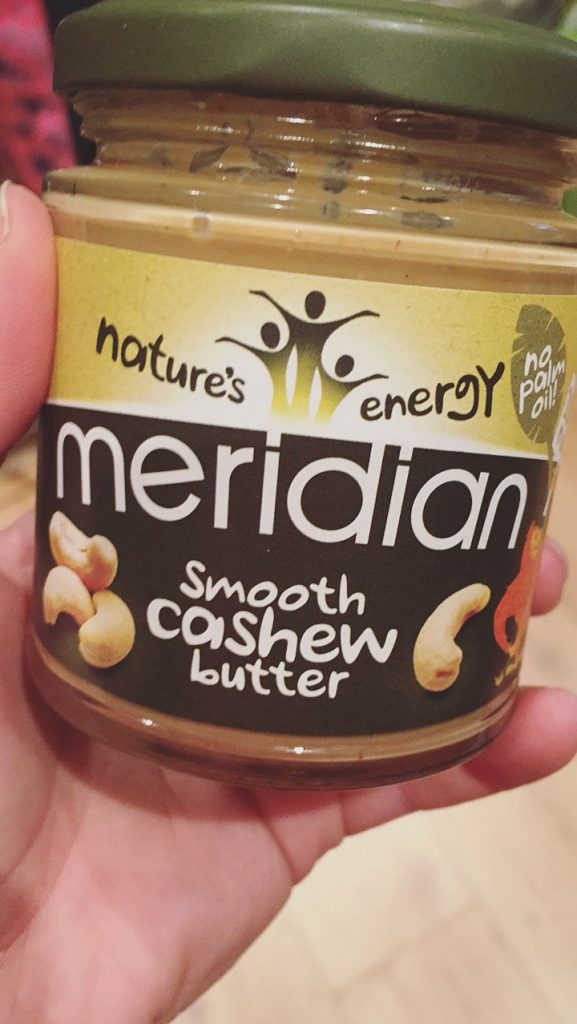 nature's energy
no
palm
oil!
meridian
Smooth
cashew
butter